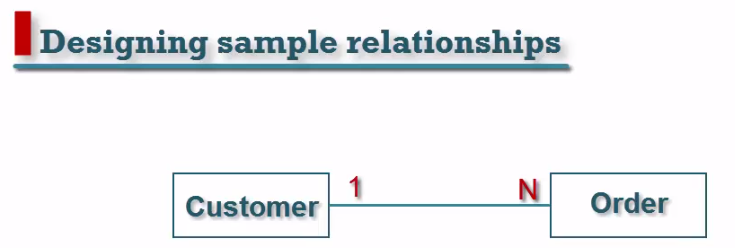 Designing sample relationships
1 N
Customer Order